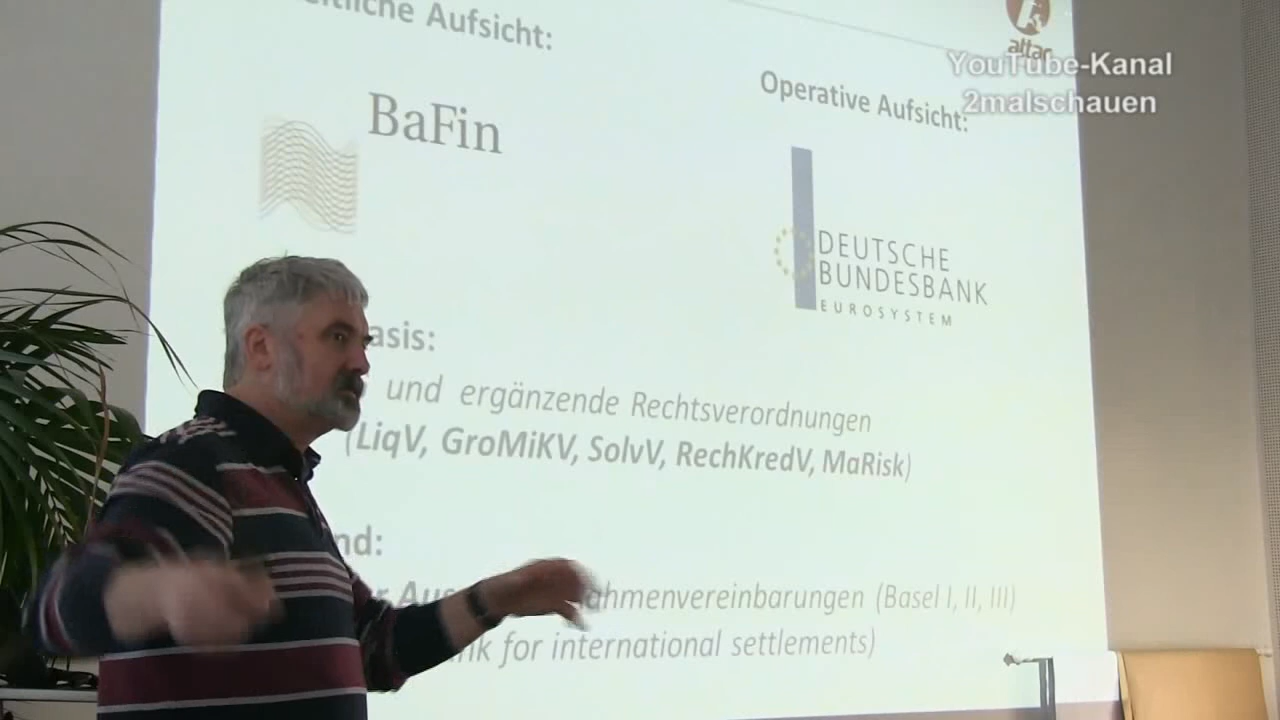 Aufsicht:
altar
YouTube-Kanal
2malschauen
Operative Aufsicht:
BaFin
DEUTSCHE
BUNDESBANK
EUROSYSTEM
asis:
und ergänzende Rechtsverordnungen
(LiqV, GroMiKV, SolvV, RechKredV, MaRisk)
nd:
r Aus ahmenvereinbarungen (Basel I, II, III)
nk for international settlements)